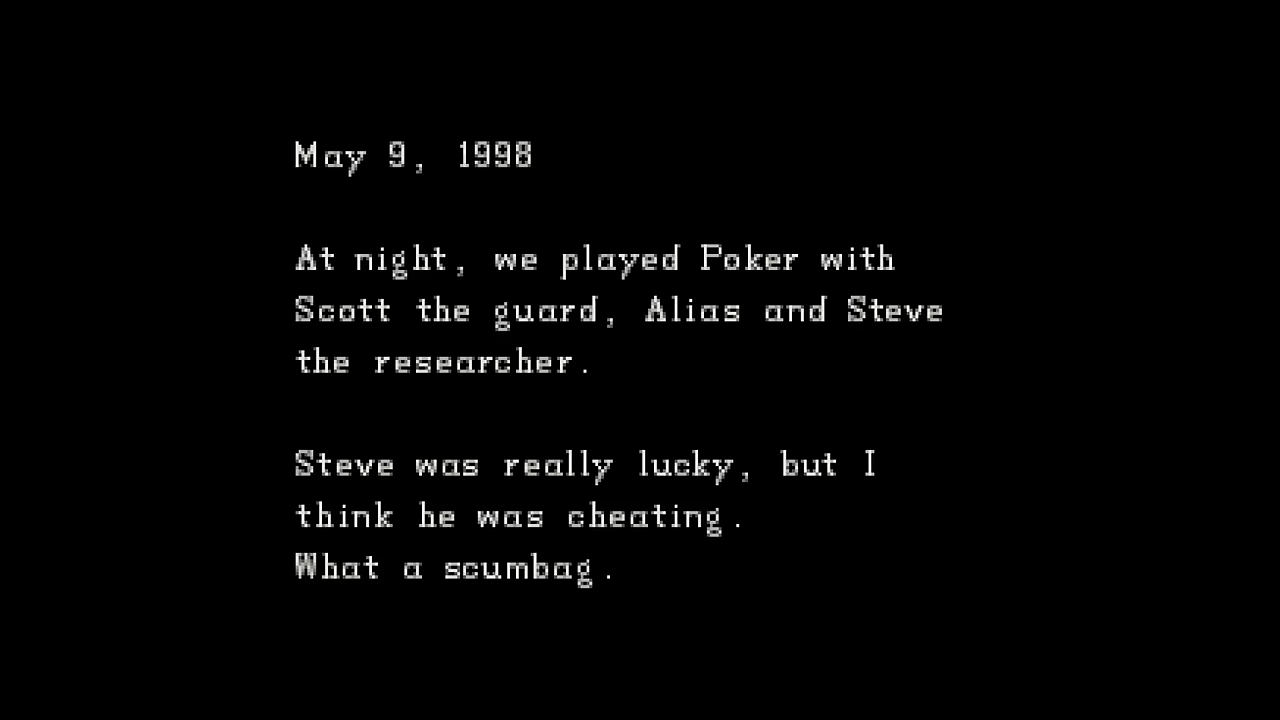 May 9, 1998
At night, we played Poker with
Scott the guard, Alias and Steve
the researcher.
Steve was really lucky, but I
think he was cheating.
What a scumbag.